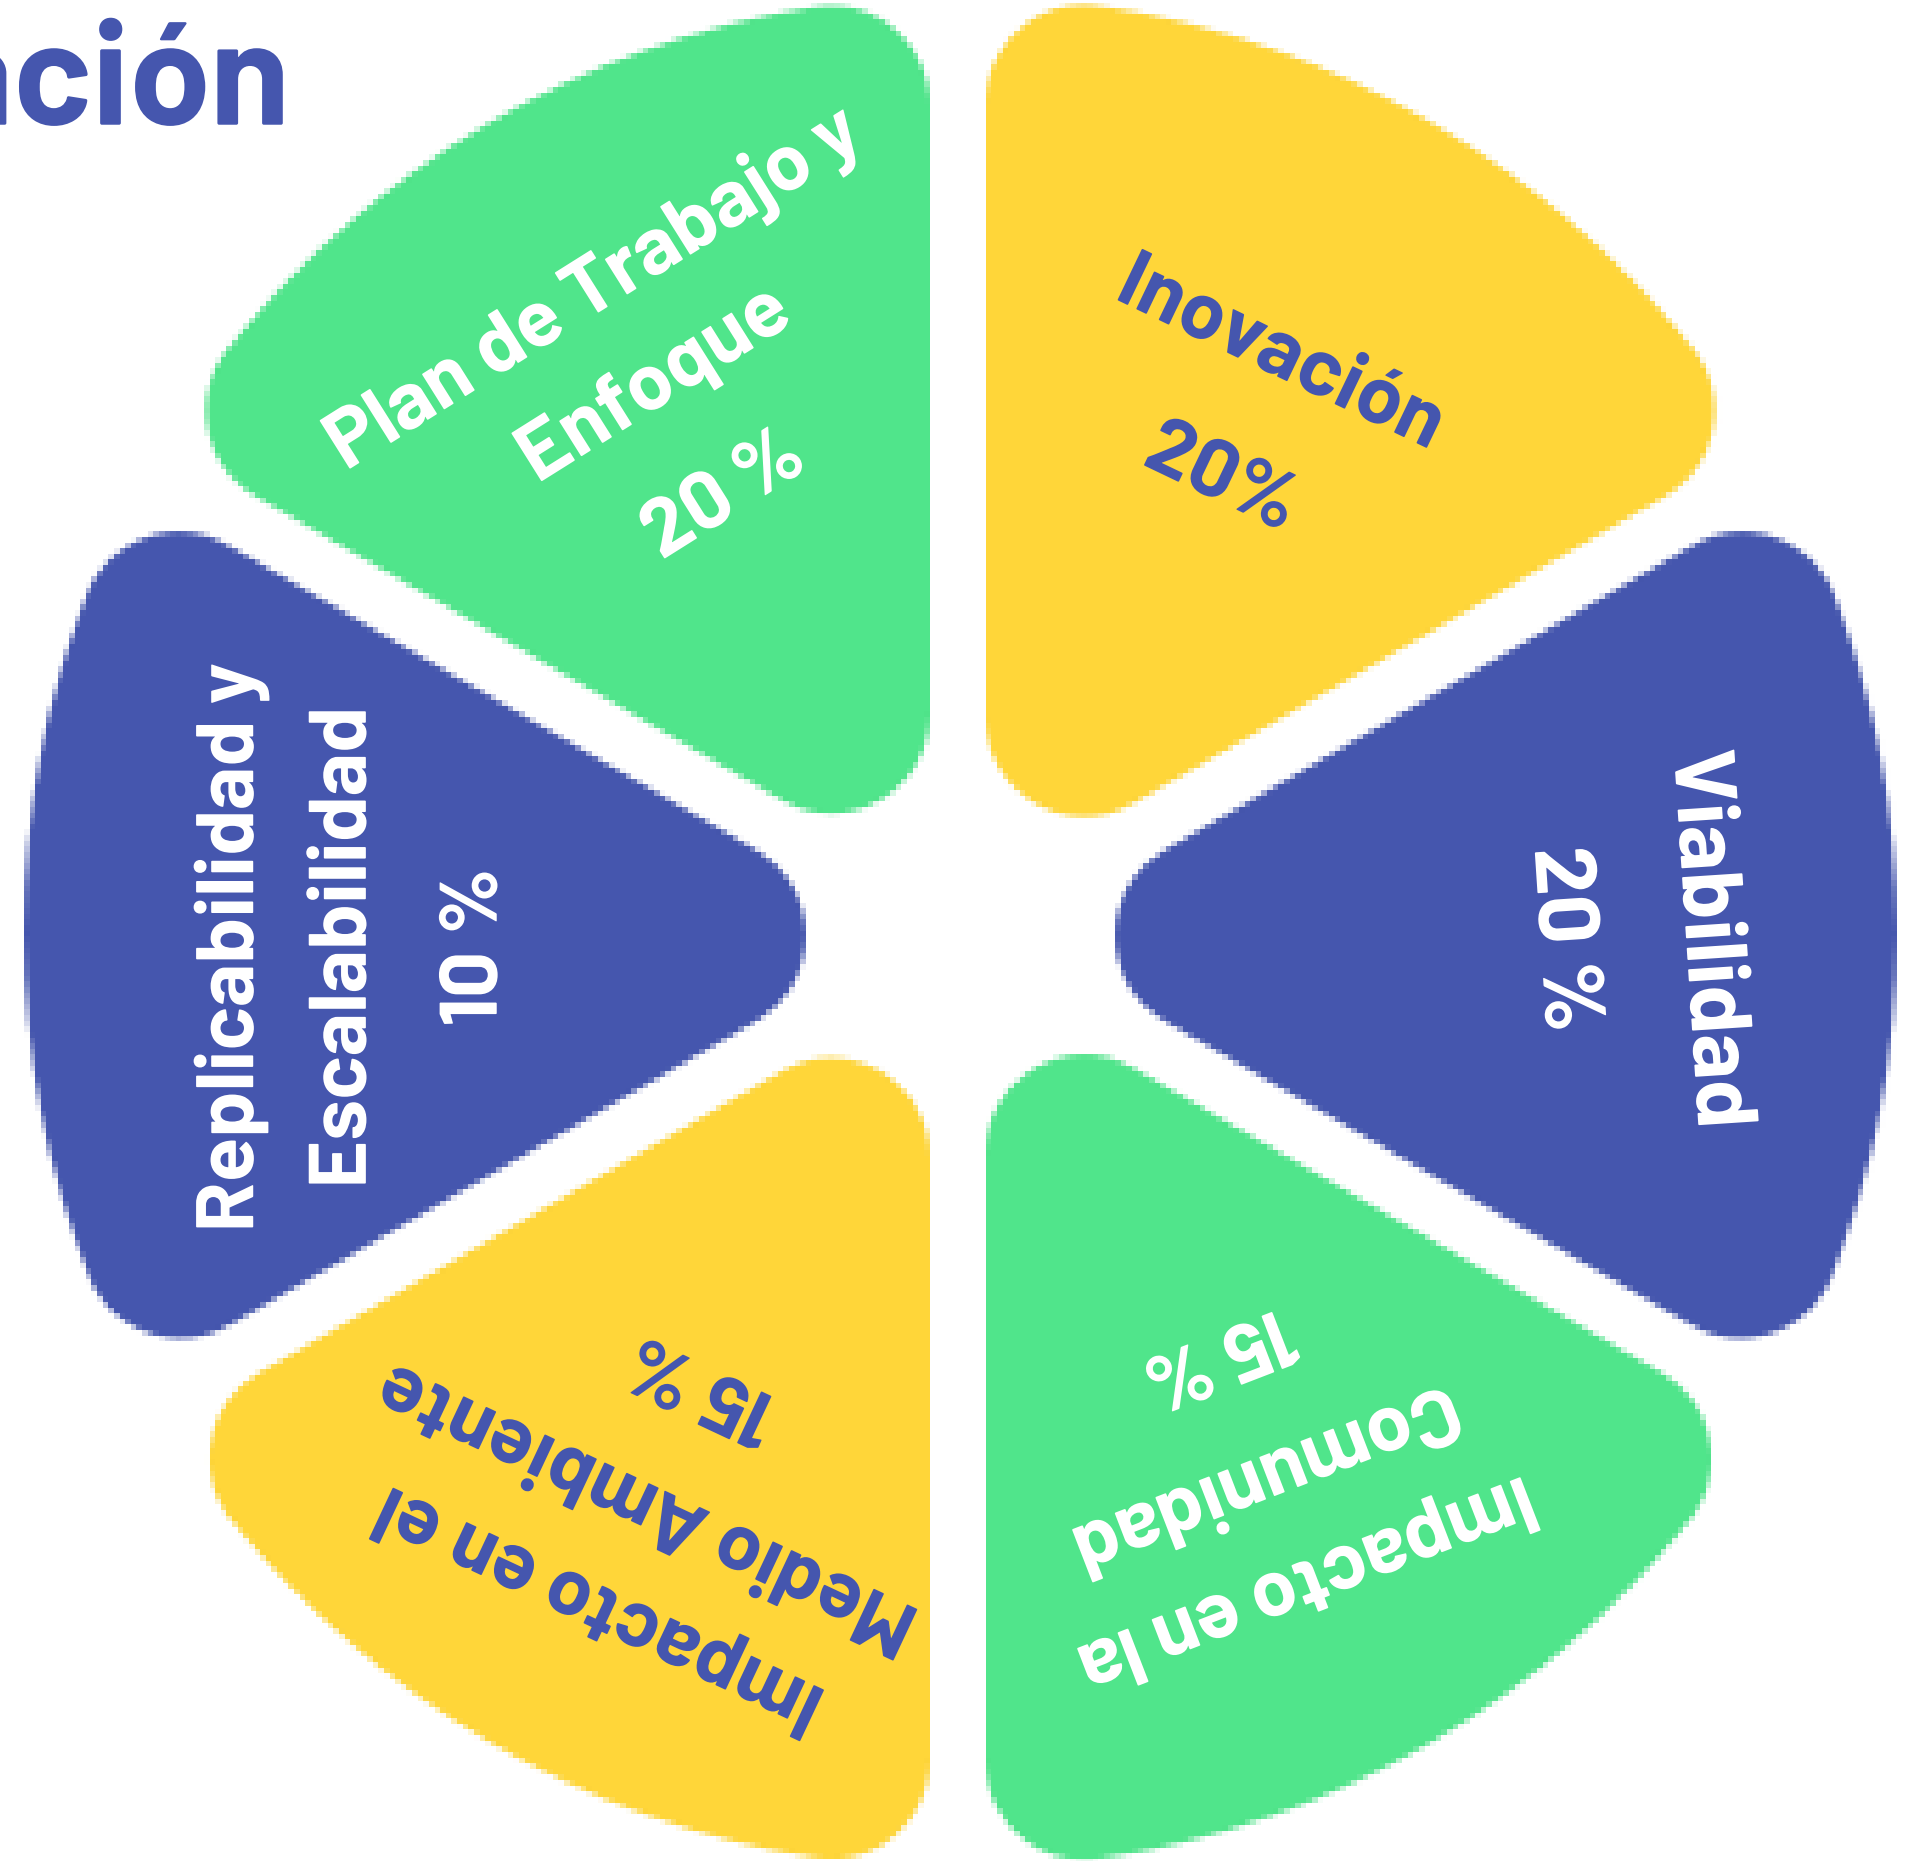 ción
Plan de Trabajo y
Enfoque
20 %
Inovación
20%
Viabilidad
20 %
Impacto en la
Comunidad
15 %
Impacto en el
Medio Ambiente
15 %
Replicabilidad y
Escalabilidad
10 %